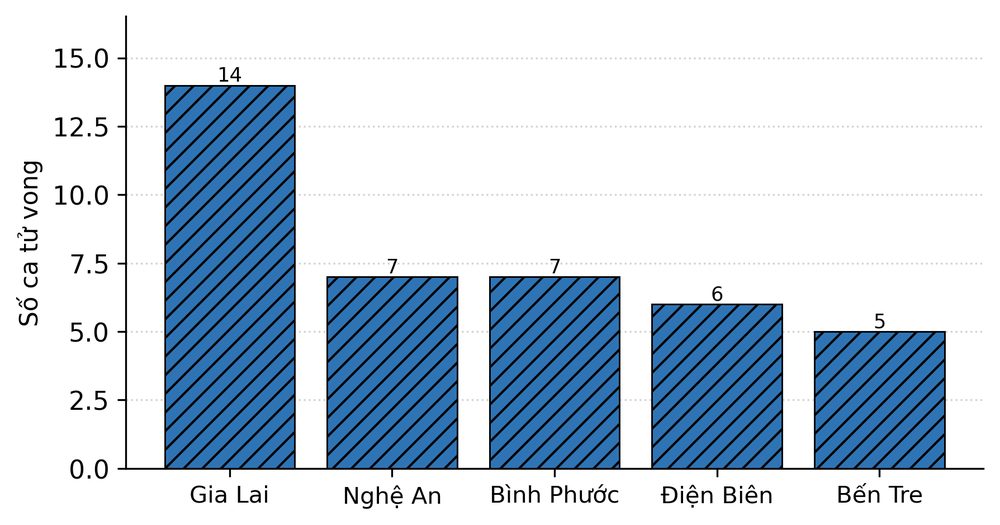 Số ca tử vong
15.0
12.5
10.0
7.5
5.0
2.5
0.0
14
7
7
6
5
Gia Lai
Nghệ An
Bình Phước
Điện Biên
Bến Tre